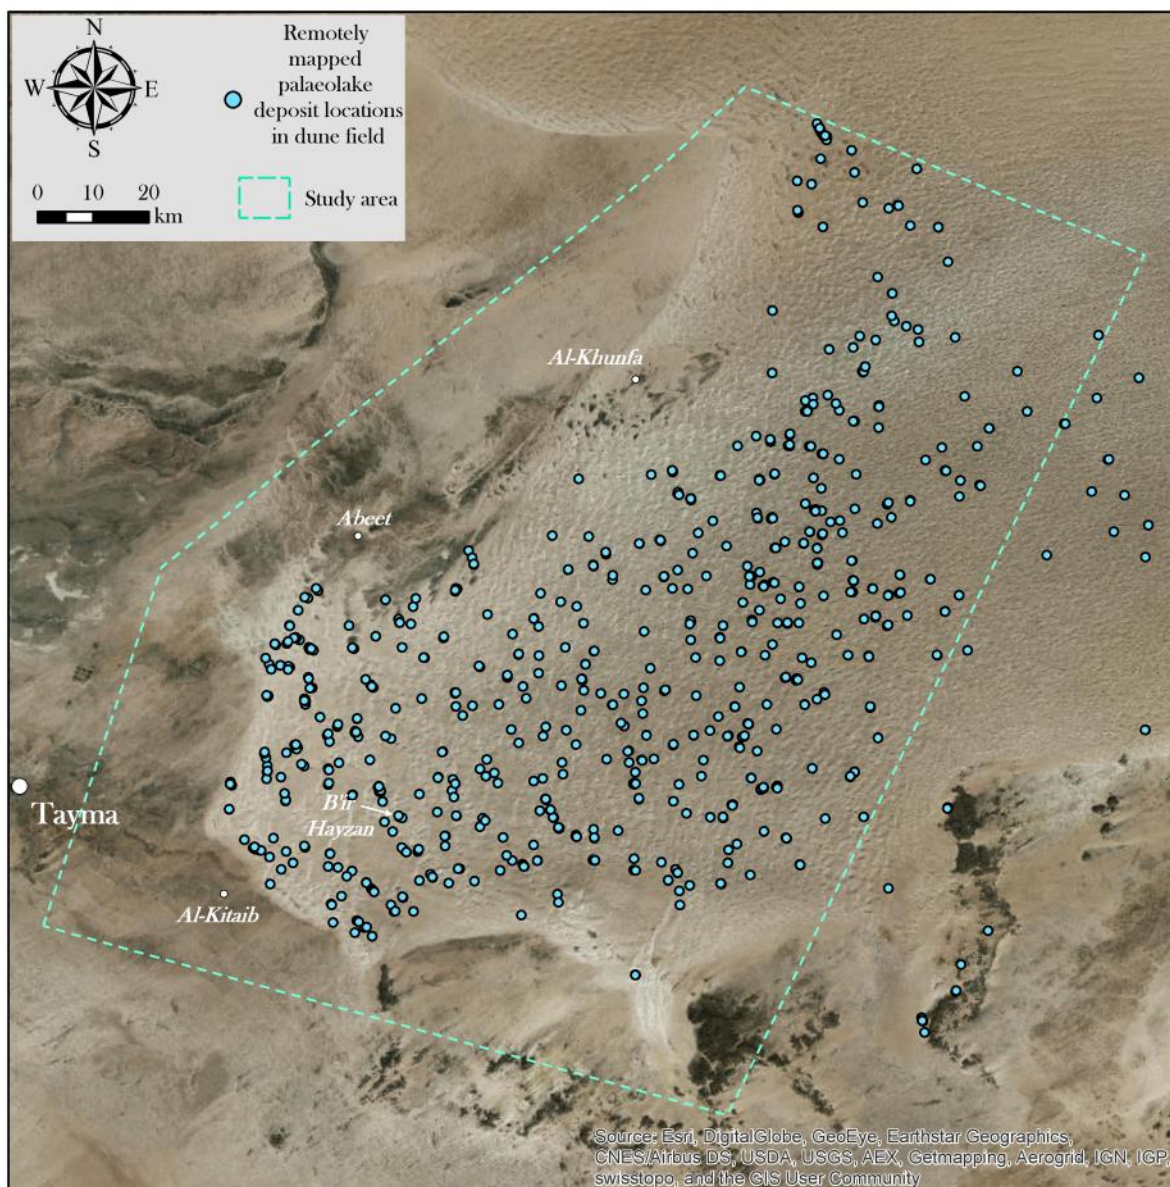 N
W
E
S
Remotely
mapped
palaeolake
deposit locations
in dune field
0 10 20
km
Study area
Al-Khunfa
Abeet
Tayma
B'ir
Hayzan
Al-Kitaib
Source: Esri, DigitalGlobe, GeoEye, Earthstar Geographics,
CNES/Airbus DS, USDA, USGS, AEX, Getmapping, Aerogrid, IGN, IGP,
swisstopo, and the GIS User Community